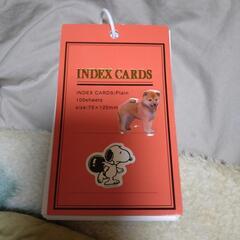 INDEX CARDS
INDEX CARDS:Plain
100sheets
size:75×125mm